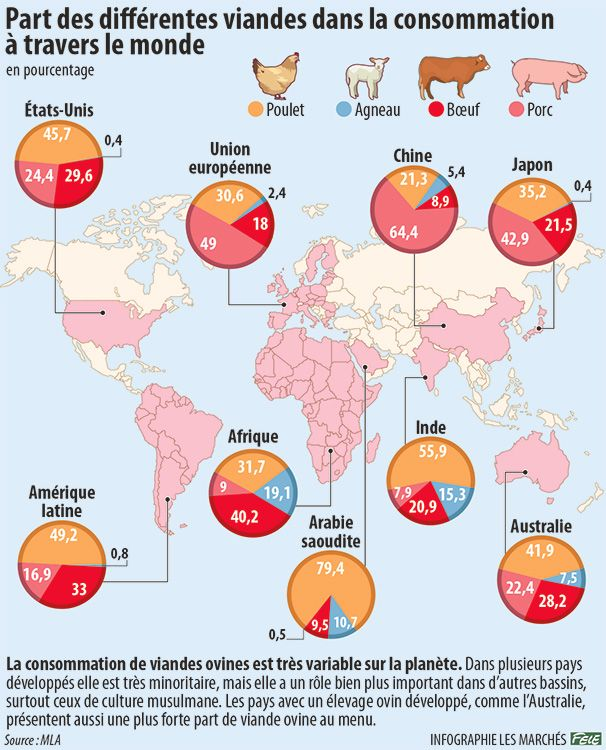 Part des différentes viandes dans la consommation
à travers le monde
en pourcentage
Poulet
Agneau
Bœuf
Porc
États-Unis
45,7
0,4
24,4
29,6
Union
européenne
30,6
2,4
49
18
Chine
21,3
5,4
8,9
64,4
Japon
35,2
0,4
42,9
21,5
Afrique
31,7
9
19,1
40,2
Inde
55,9
7,9
15,3
20,9
Amérique
latine
49,2
0,8
16,9
33
Arabie
saoudite
79,4
0,5
9,5
10,7
Australie
41,9
7,5
22,4
28,2
La consommation de viandes ovines est très variable sur la planète. Dans plusieurs pays
développés elle est très minoritaire, mais elle a un rôle bien plus important dans d'autres bassins,
surtout ceux de culture musulmane. Les pays avec un élevage ovin développé, comme l'Australie,
présentent aussi une plus forte part de viande ovine au menu.
Source : MLA
INFOGRAPHIE LES MARCHÉS FELE